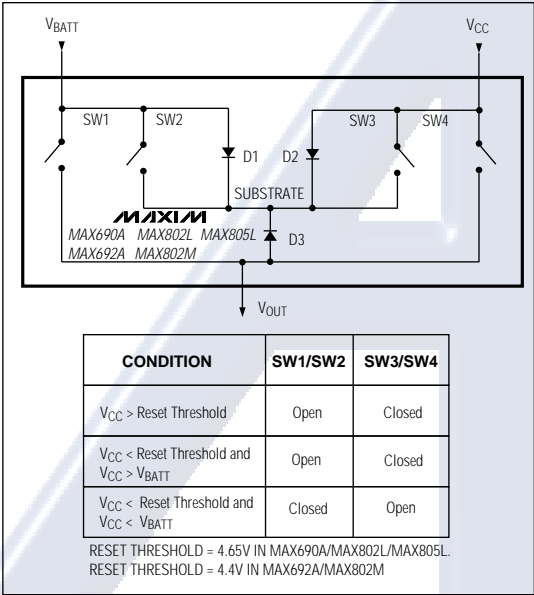 VBATT VCC
SW1 SW2 SW3 SW4
D1 D2
SUBSTRATE
MAXIM
MAX690A MAX802L MAX805L D3
MAX692A MAX802M
VOUT
CONDITION SW1/SW2 SW3/SW4
VCC > Reset Threshold Open Closed
VCC < Reset Threshold and
VCC > VBATT Open Closed
VCC < Reset Threshold and
VCC < VBATT Closed Open
RESET THRESHOLD = 4.65V IN MAX690A/MAX802L/MAX805L.
RESET THRESHOLD = 4.4V IN MAX692A/MAX802M